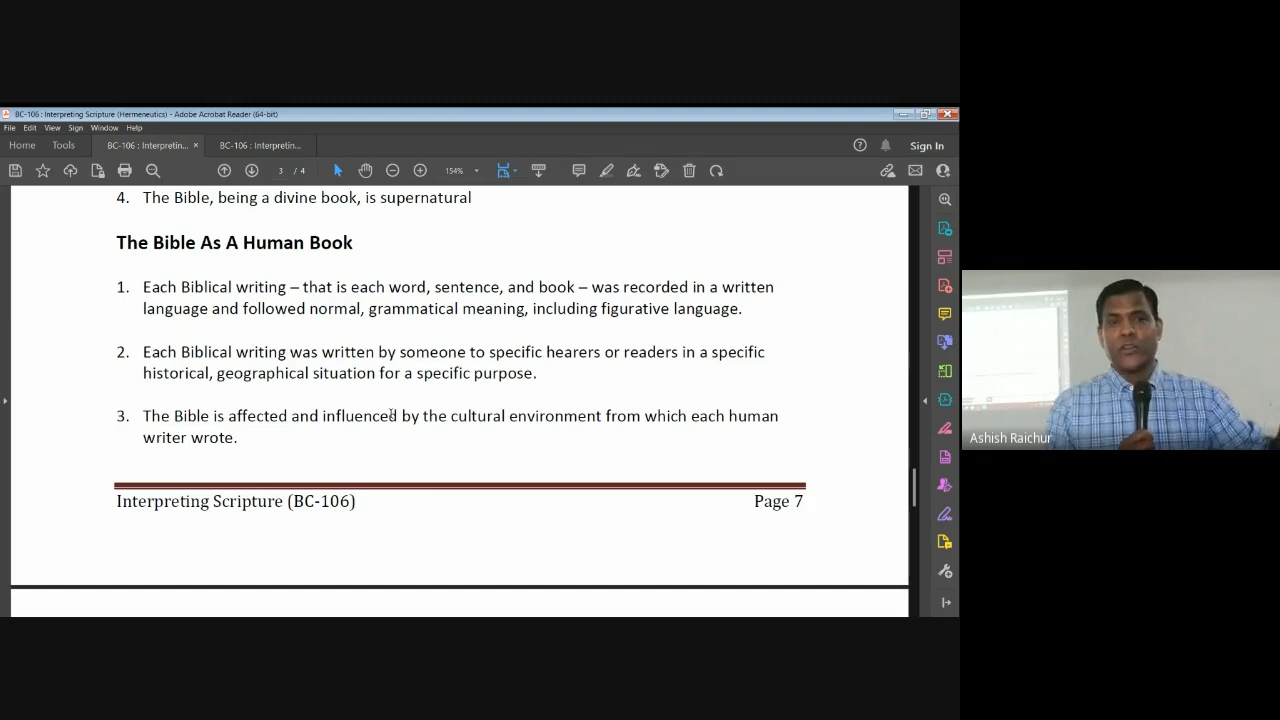 BC-106 : Interpreting Scripture (Hermeneutics) - Adobe Acrobat Reader (64-bit)
File Edit View Sign Window Help
Home Tools BC-106 : Interpretin... × BC-106 : Interpretin... Sign In
3 / 4 154%
4. The Bible, being a divine book, is supernatural
The Bible As A Human Book
1. Each Biblical writing – that is each word, sentence, and book – was recorded in a written
language and followed normal, grammatical meaning, including figurative language.
2. Each Biblical writing was written by someone to specific hearers or readers in a specific
historical, geographical situation for a specific purpose.
3. The Bible is affected and influenced by the cultural environment from which each human
writer wrote.
Interpreting Scripture (BC-106) Page 7
Ashish Raichur